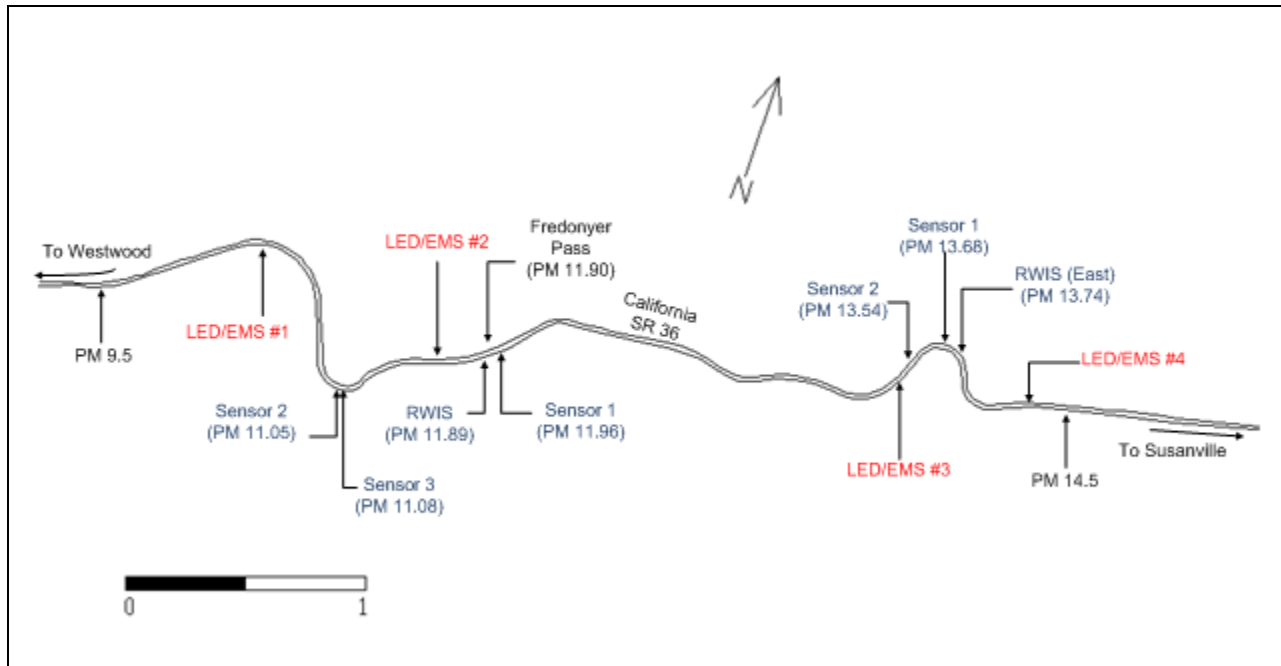 N
Sensor 1
(PM 13.68)
Fredonyer
Pass
(PM 11.90)
LED/EMS #2
To Westwood
RWIS (East)
(PM 13.74)
Sensor 2
(PM 13.54)
California
SR 36
LED/EMS #1
PM 9.5
LED/EMS #4
Sensor 2
(PM 11.05)
RWIS
(PM 11.89)
Sensor 1
(PM 11.96)
To Susanville
LED/EMS #3
PM 14.5
Sensor 3
(PM 11.08)
0
1